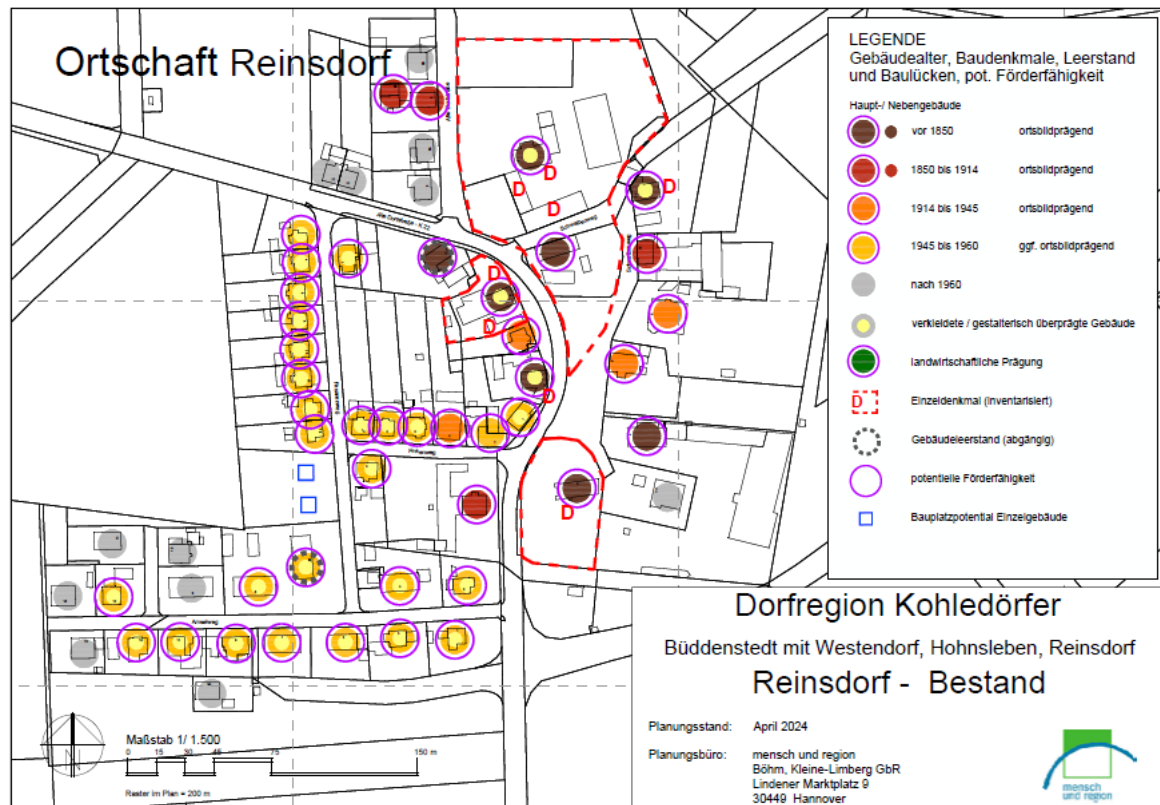 Ortschaft Reinsdorf
LEGENDE
Gebäudealter, Baudenkmale, Leerstand
und Baulücken, pot. Förderfähigkeit
Haupt-/ Nebengebäude
vor 1850 ortsbildprägend
1850 bis 1914 ortsbildprägend
1914 bis 1945 ortsbildprägend
1945 bis 1960 ggf. ortsbildprägend
nach 1960
verkleidete / gestalterisch überprägte Gebäude
landwirtschaftliche Prägung
D Einzeldenkmal (inventarisiert)
Gebäudeleerstand (abgängig)
potentielle Förderfähigkeit
Bauplatzpotential Einzelgebäude
D
D
D
D
D
D
D
D
Dorfregion Kohledörfer
Büddenstedt mit Westendorf, Hohnsleben, Reinsdorf
Reinsdorf - Bestand
Planungsstand: April 2024
Planungsbüro: mensch und region
Böhm, Kleine-Limberg GbR
Lindener Marktplatz 9
30449 Hannover
mensch
und region
N
Maßstab 1/ 1.500
0 15 30 45 75 150 m
Raster im Plan = 200 m